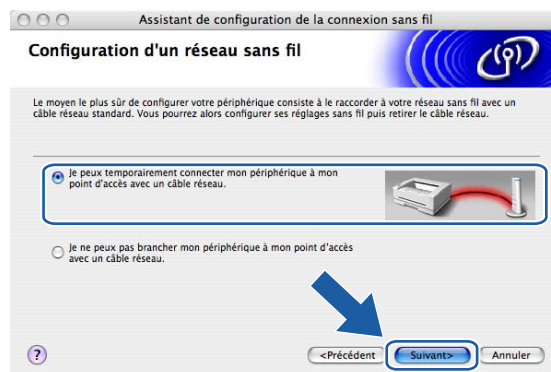 Assistant de configuration de la connexion sans fil
Configuration d'un réseau sans fil
Le moyen le plus sûr de configurer votre périphérique consiste à le raccorder à votre réseau sans fil avec un
câble réseau standard. Vous pourrez alors configurer ses réglages sans fil puis retirer le câble réseau.
Je peux temporairement connecter mon périphérique à mon
point d'accès avec un câble réseau.
Je ne peux pas brancher mon périphérique à mon point d'accès
avec un câble réseau.
?
<Précédent
Suivant>
Annuler